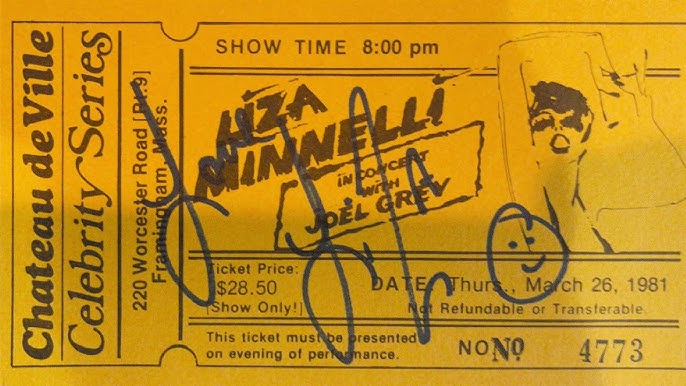 Chateau de Ville
Celebrity Series
220 Worcester Road [Rt.9]
Framingham, Mass.
SHOW TIME 8:00 pm
LIZA
MINNELLI
IN CONCERT
WITH
JOEL GREY
Ticket Price:
$28.50
[Show Only!]
DATE: Thurs., March 26, 1981
Not Refundable or Transferable.
This ticket must be presented
on evening of performance.
NO. Nº 4773